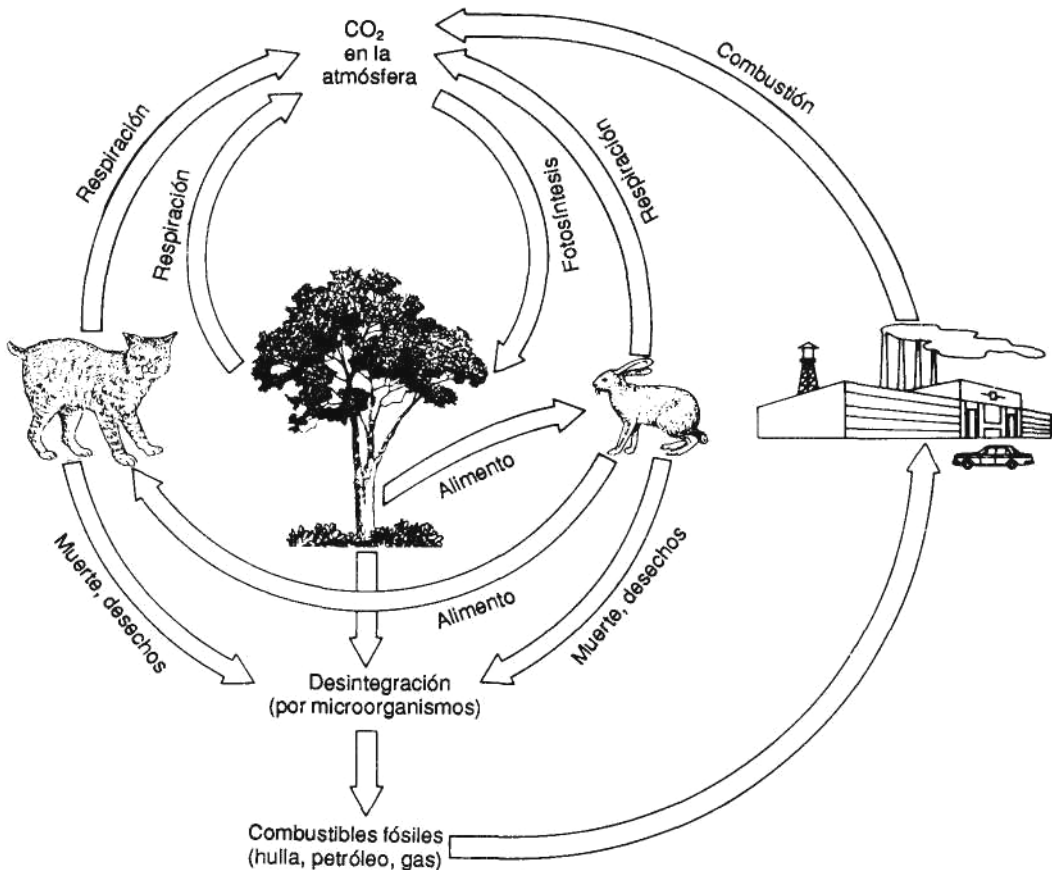 CO₂
en la
atmósfera
Combustión
Respiración
Respiración
Fotosíntesis
Respiración
Alimento
Alimento
Muerte, desechos
Muerte, desechos
Desintegración
(por microorganismos)
Combustibles fósiles
(hulla, petróleo, gas)